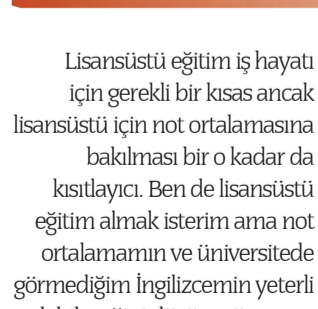 Lisansüstü eğitim iş hayatı
için gerekli bir kısas ancak
lisansüstü için not ortalamasına
bakılması bir o kadar da
kısıtlayıcı. Ben de lisansüstü
eğitim almak isterim ama not
ortalamamın ve üniversitede
görmediğim İngilizcemin yeterli